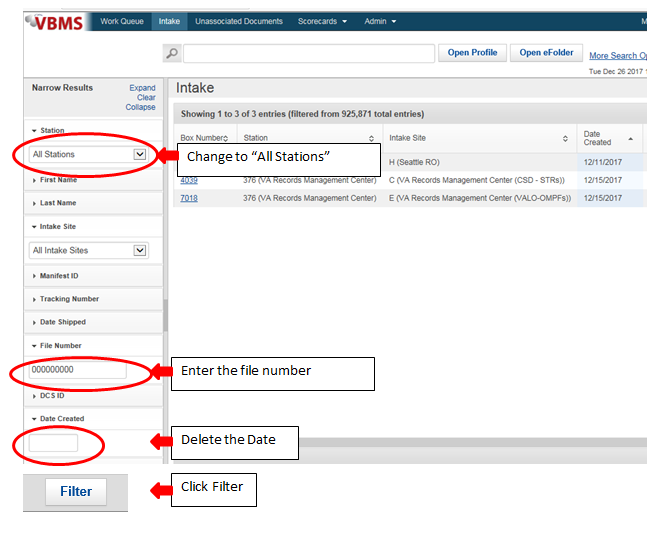 VBMS Work Queue Intake Unassociated Documents Scorecards Admin M
Open Profile Open eFolder More Search Op
Tue Dec 26 2017 1
Narrow Results Expand
Clear
Collapse
Intake
Showing 1 to 3 of 3 entries (filtered from 925,871 total entries)
Station
All Stations
Box Number Station Intake Site Date
Created
Change to “All Stations”
H (Seattle RO) 12/11/2017
4039 376 (VA Records Management Center) C (VA Records Management Center (CSD - STRs)) 12/15/2017
7018 376 (VA Records Management Center) E (VA Records Management Center (VALO-OMPFs)) 12/15/2017
First Name
Last Name
Intake Site
All Intake Sites
Manifest ID
Tracking Number
Date Shipped
File Number
000000000
Enter the file number
DCS ID
Date Created
Delete the Date
Filter
Click Filter